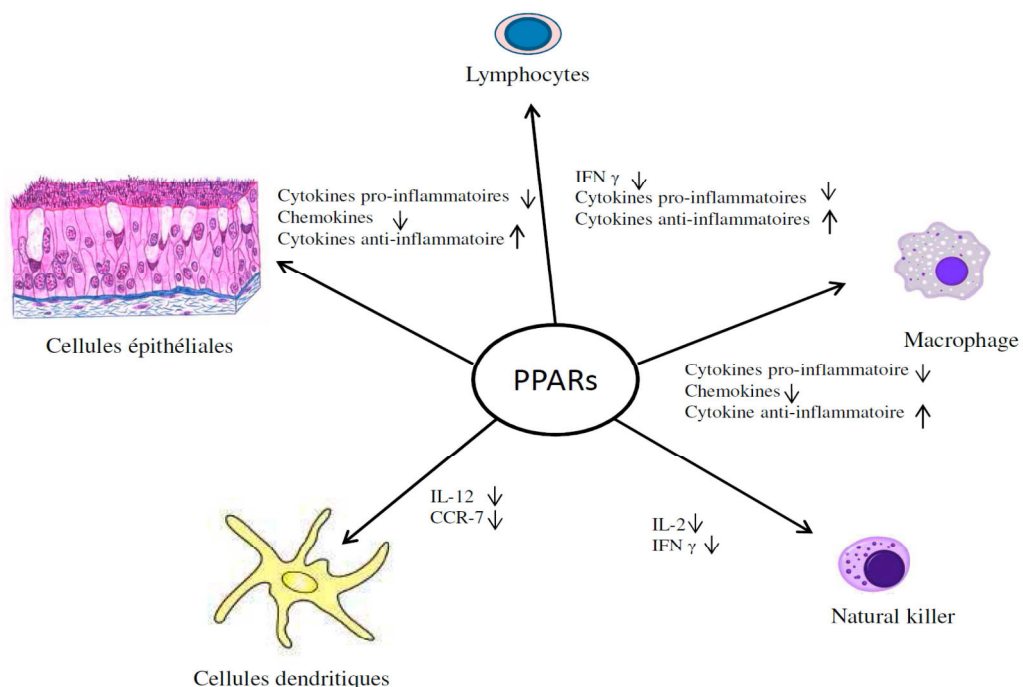 Lymphocytes
IFN γ ↓
Cytokines pro-inflammatoires ↓
Cytokines anti-inflammatoires ↑
Cytokines pro-inflammatoires ↓
Chemokines ↓
Cytokines anti-inflammatoire ↑
Cellules épithéliales
Macrophage
PPARs
Cytokines pro-inflammatoire ↓
Chemokines ↓
Cytokine anti-inflammatoire ↑
IL-12 ↓
CCR-7 ↓
IL-2 ↓
IFN γ ↓
Natural killer
Cellules dendritiques